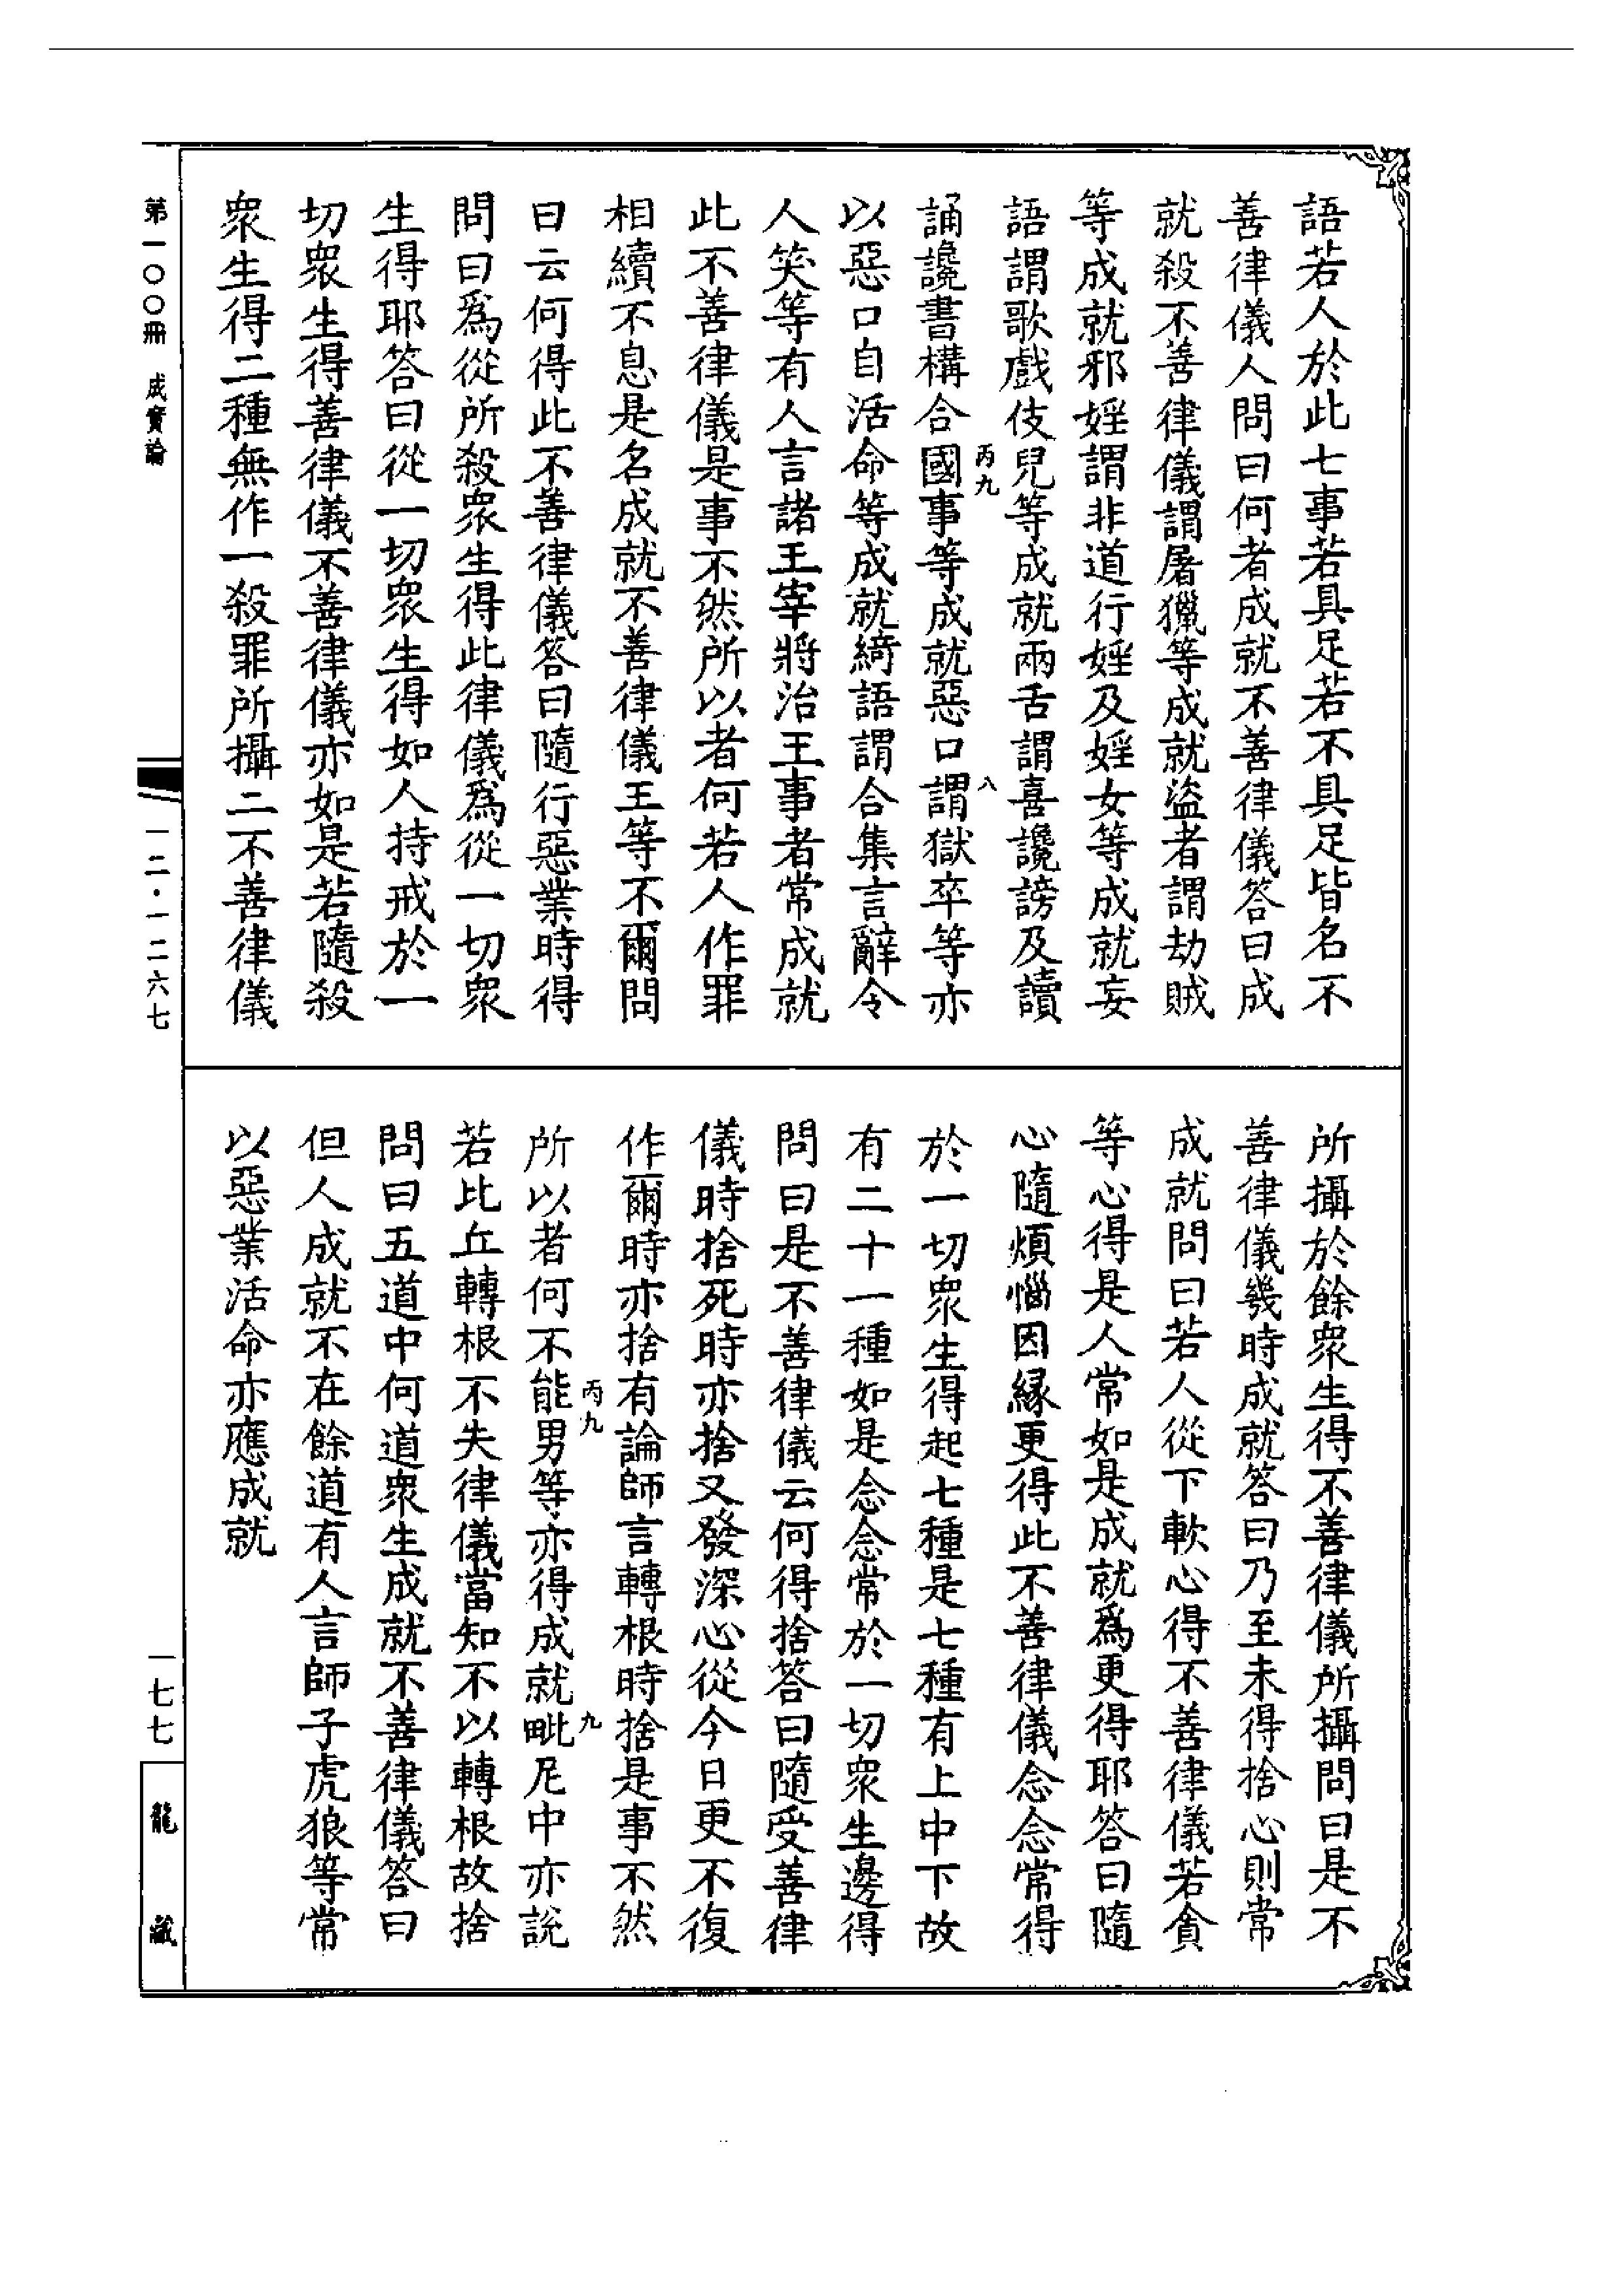 語若人於此七事若具足若不具足皆名不
善律儀人問曰何者成就不善律儀答曰成
就殺不善律儀謂屠獵等成就盜者謂劫賊
等成就邪婬謂非道行婬及婬女等成就妄
語謂歌戲伎兒等成就兩舌謂喜讒謗及讀
丙九
八
誦讒書構合國事等成就惡口謂獄卒等亦
以惡口自活命等成就綺語謂合集言辭令
人笑等有人言諸王宰將治王事者常成就
此不善律儀是事不然所以者何若人作罪
相續不息是名成就不善律儀王等不爾問
曰云何得此不善律儀答曰隨行惡業時得
問曰爲從所殺衆生得此律儀爲從一切衆
生得耶答曰從一切衆生得如人持戒於一
切衆生得善律儀不善律儀亦如是若隨殺
衆生得二種無作一殺罪所攝二不善律儀
所攝於餘衆生得不善律儀所攝問曰是不
善律儀幾時成就答曰乃至未得捨心則常
成就問曰若人從下軟心得不善律儀若貪
等心得是人常如是成就爲更得耶答曰隨
心隨煩惱因緣更得此不善律儀念念常得
於一切衆生得起七種是七種有上中下故
有二十一種如是念念常於一切衆生邊得
問曰是不善律儀云何得捨答曰隨受善律
儀時捨死時亦捨又發深心從今日更不復
作爾時亦捨有論師言轉根時捨是事不然
丙九
九
所以者何不能男等亦得成就毗尼中亦說
若比丘轉根不失律儀當知不以轉根故捨
問曰五道中何道衆生成就不善律儀答曰
但人成就不在餘道有人言師子虎狼等常
以惡業活命亦應成就
第一〇〇冊 成實論
一二·一二六七
一七七
龍藏